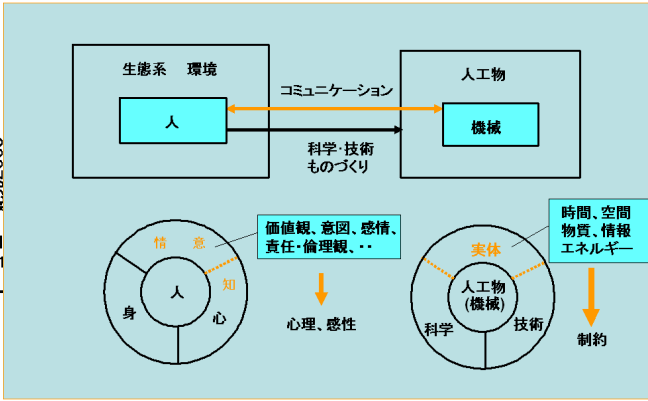 生態系　環境
人工物
コミュニケーション
人
機械
科学・技術
ものづくり
情　意
知
人
身
心
価値観、意図、感情、
責任・倫理観、・・
心理、感性
実体
人工物
(機械)
科学
技術
時間、空間
物質、情報
エネルギー
制約